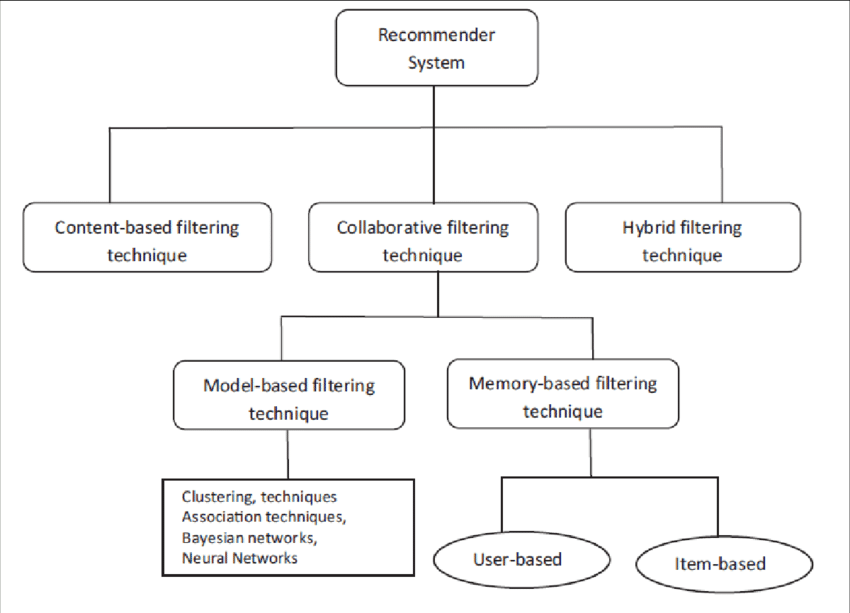 Recommender
System
Content-based filtering
technique
Collaborative filtering
technique
Hybrid filtering
technique
Model-based filtering
technique
Memory-based filtering
technique
Clustering, techniques
Association techniques,
Bayesian networks,
Neural Networks
User-based
Item-based